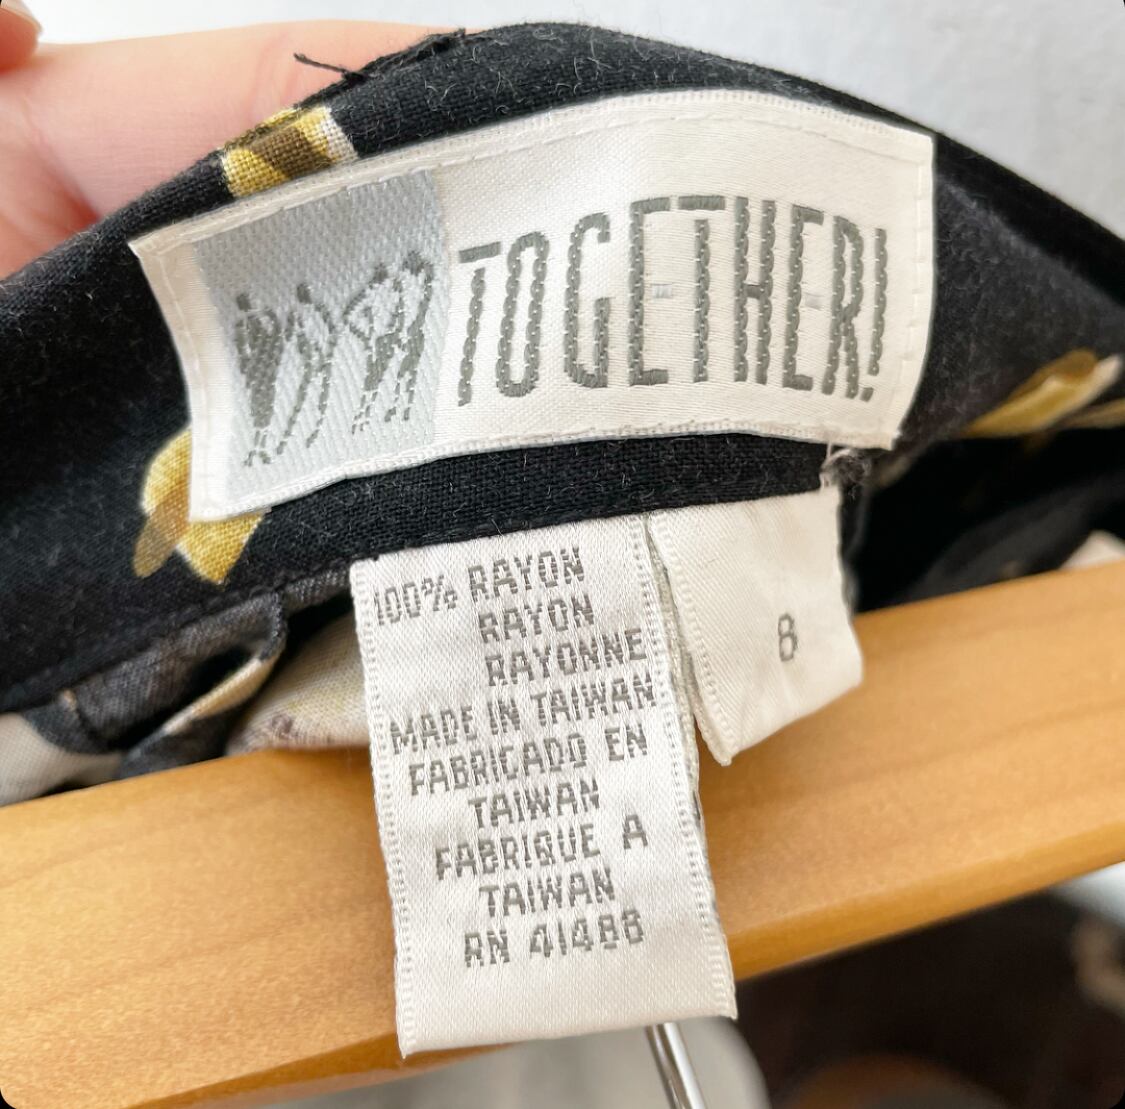 TOGETHER!
100% RAYON
RAYON
RAYONNE
MADE IN TAIWAN
FABRICADO EN
TAIWAN
FABRIQUE A
TAIWAN
RN 41488
8